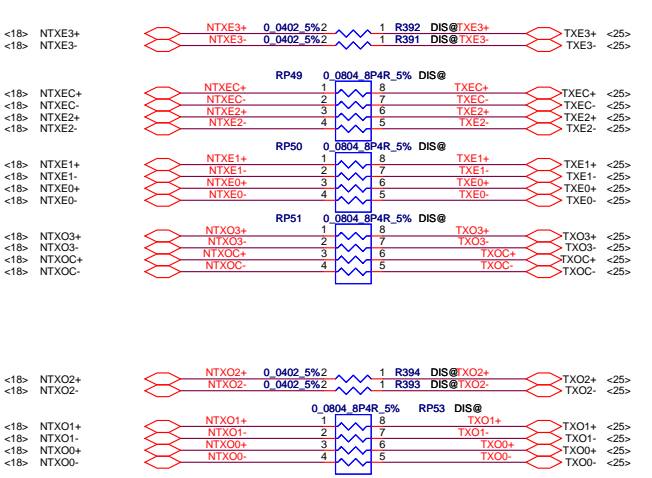 <18> NTXE3+ NTXE3+ 0_0402_5%2 1 R392 DIS@TXE3+ TXE3+ <25>
<18> NTXE3- NTXE3- 0_0402_5%2 1 R391 DIS@TXE3- TXE3- <25>
RP49 0_0804_8P4R_5% DIS@
<18> NTXEC+ NTXEC+ 1 8 TXEC+ TXEC+ <25>
<18> NTXEC- NTXEC- 2 7 TXEC- TXEC- <25>
<18> NTXE2+ NTXE2+ 3 6 TXE2+ TXE2+ <25>
<18> NTXE2- NTXE2- 4 5 TXE2- TXE2- <25>
RP50 0_0804_8P4R_5% DIS@
<18> NTXE1+ NTXE1+ 1 8 TXE1+ TXE1+ <25>
<18> NTXE1- NTXE1- 2 7 TXE1- TXE1- <25>
<18> NTXE0+ NTXE0+ 3 6 TXE0+ TXE0+ <25>
<18> NTXE0- NTXE0- 4 5 TXE0- TXE0- <25>
RP51 0_0804_8P4R_5% DIS@
<18> NTXO3+ NTXO3+ 1 8 TXO3+ TXO3+ <25>
<18> NTXO3- NTXO3- 2 7 TXO3- TXO3- <25>
<18> NTXOC+ NTXOC+ 3 6 TXOC+ TXOC+ <25>
<18> NTXOC- NTXOC- 4 5 TXOC- TXOC- <25>
<18> NTXO2+ NTXO2+ 0_0402_5%2 1 R394 DIS@TXO2+ TXO2+ <25>
<18> NTXO2- NTXO2- 0_0402_5%2 1 R393 DIS@TXO2- TXO2- <25>
0_0804_8P4R_5% RP53 DIS@
<18> NTXO1+ NTXO1+ 1 8 TXO1+ TXO1+ <25>
<18> NTXO1- NTXO1- 2 7 TXO1- TXO1- <25>
<18> NTXO0+ NTXO0+ 3 6 TXO0+ TXO0+ <25>
<18> NTXO0- NTXO0- 4 5 TXO0- TXO0- <25>